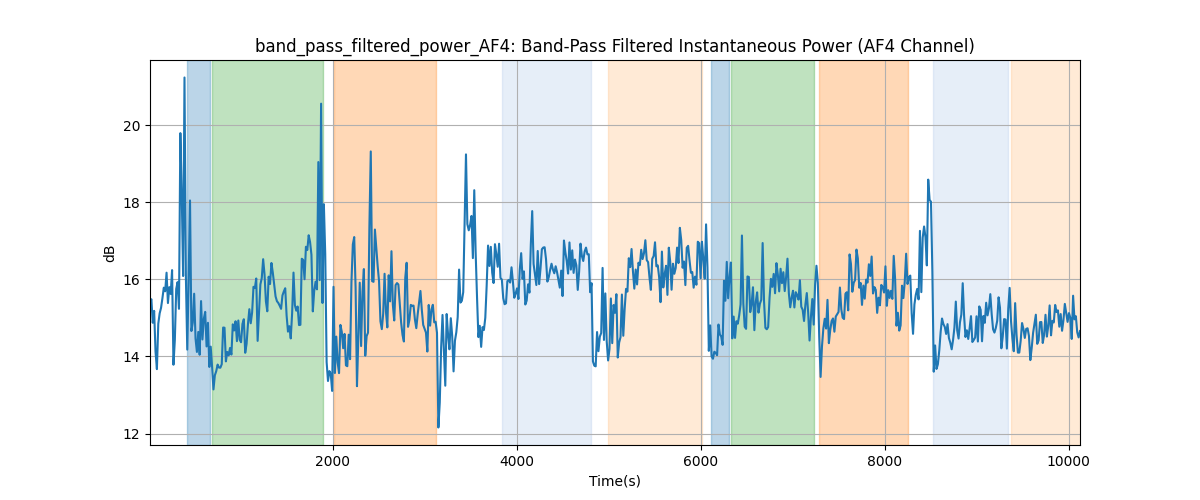 band_pass_filtered_power_AF4: Band-Pass Filtered Instantaneous Power (AF4 Channel)
20
18
16
14
12
dB
2000 4000 6000 8000 10000
Time(s)